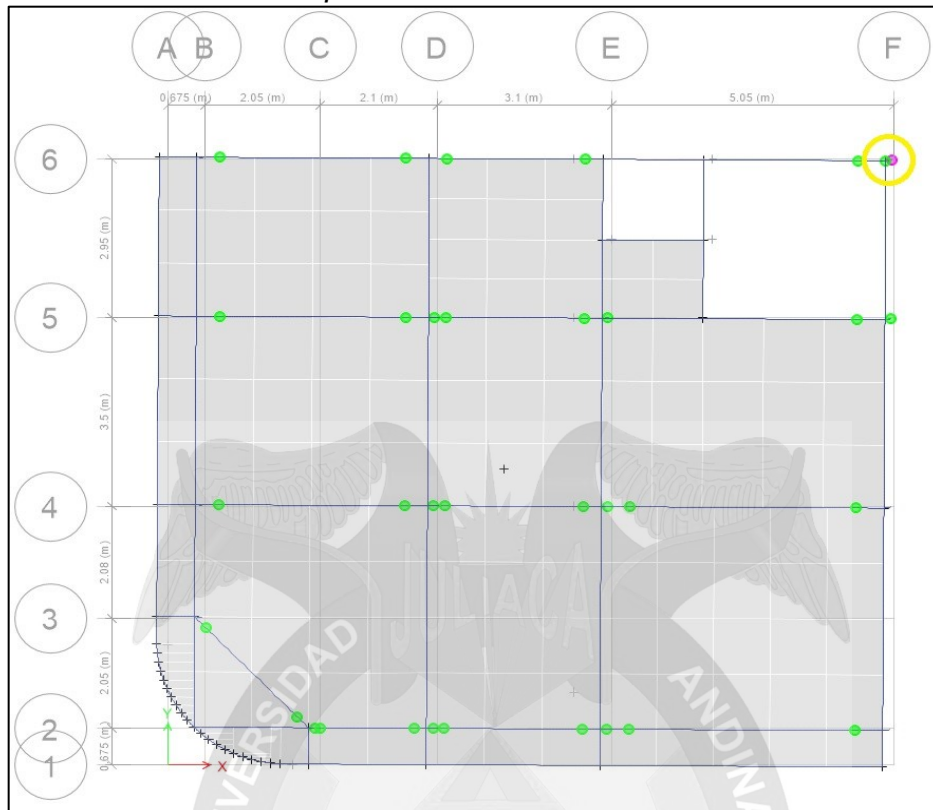 A B C D E F
0.675 (m) 2.05 (m) 2.1 (m) 3.1 (m) 5.05 (m)
6
2.95 (m)
5
3.5 (m)
4
2.08 (m)
3
2.05 (m)
2
0.675 (m)
1
Y
X
JULIACA
VERSIDAD
ANDINA